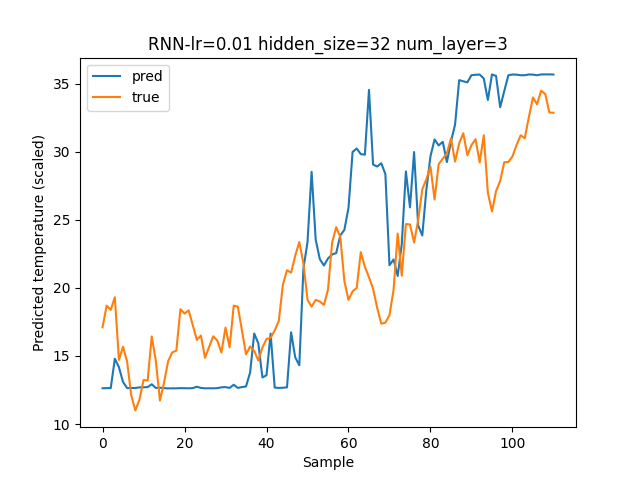 RNN-lr=0.01 hidden_size=32 num_layer=3
pred
true
Predicted temperature (scaled)
35
30
25
20
15
10
0 20 40 60 80 100
Sample